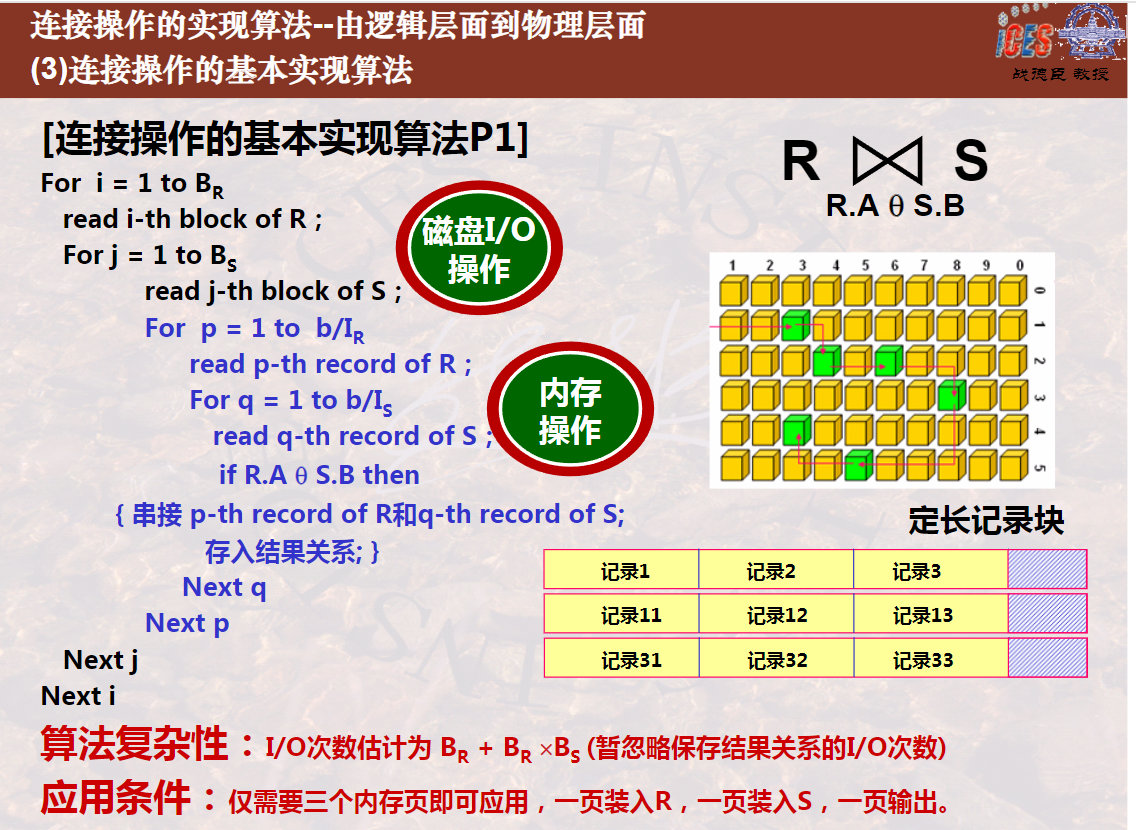 连接操作的实现算法--由逻辑层面到物理层面
(3)连接操作的基本实现算法
iCES
战德臣 教授
[连接操作的基本实现算法P1]
For i = 1 to BR
read i-th block of R ;
For j = 1 to BS
read j-th block of S ;
For p = 1 to b/IR
read p-th record of R ;
For q = 1 to b/IS
read q-th record of S ;
if R.A θ S.B then
{ 串接 p-th record of R和q-th record of S;
存入结果关系; }
Next q
Next p
Next j
Next i
磁盘I/O
操作
内存
操作
R ⋈ S
R.A θ S.B
1 2 3 4 5 6 7 8 9 0
0
1
2
3
4
5
定长记录块
记录1 记录2 记录3
记录11 记录12 记录13
记录31 记录32 记录33
算法复杂性：I/O次数估计为 BR + BR ×BS (暂忽略保存结果关系的I/O次数)
应用条件：仅需要三个内存页即可应用，一页装入R，一页装入S，一页输出。